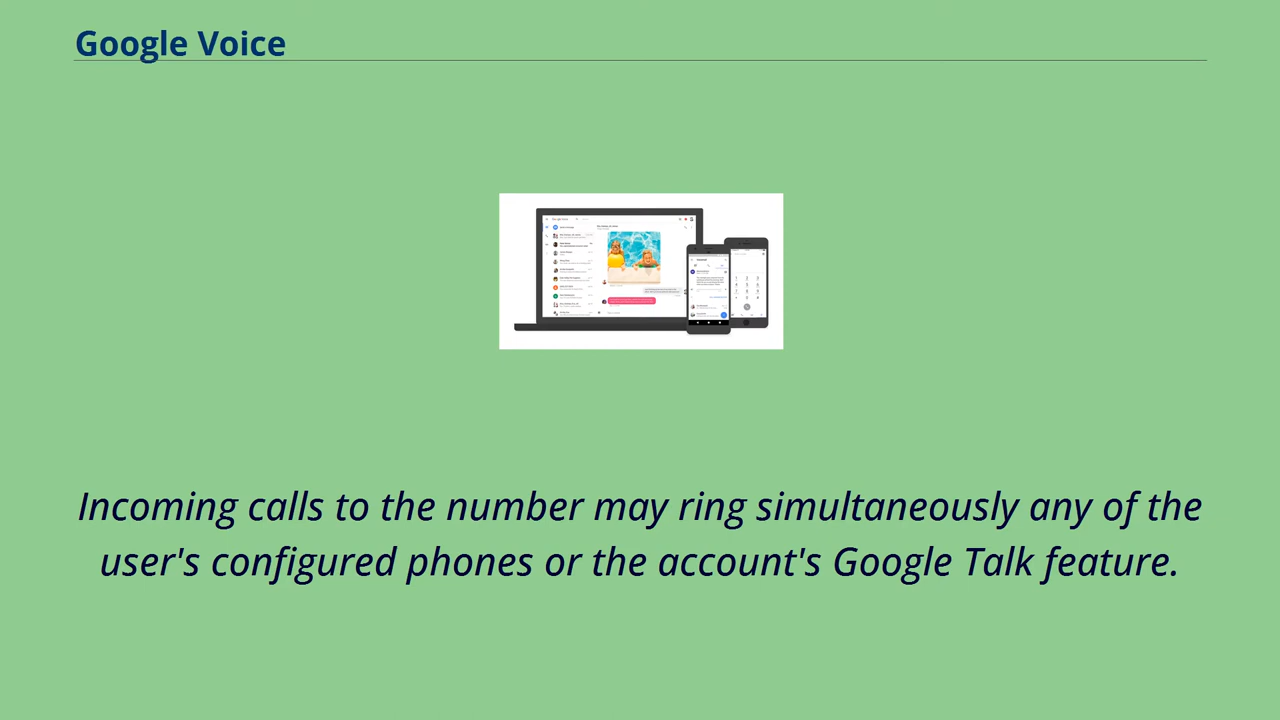 Google Voice
Incoming calls to the number may ring simultaneously any of the
user's configured phones or the account's Google Talk feature.